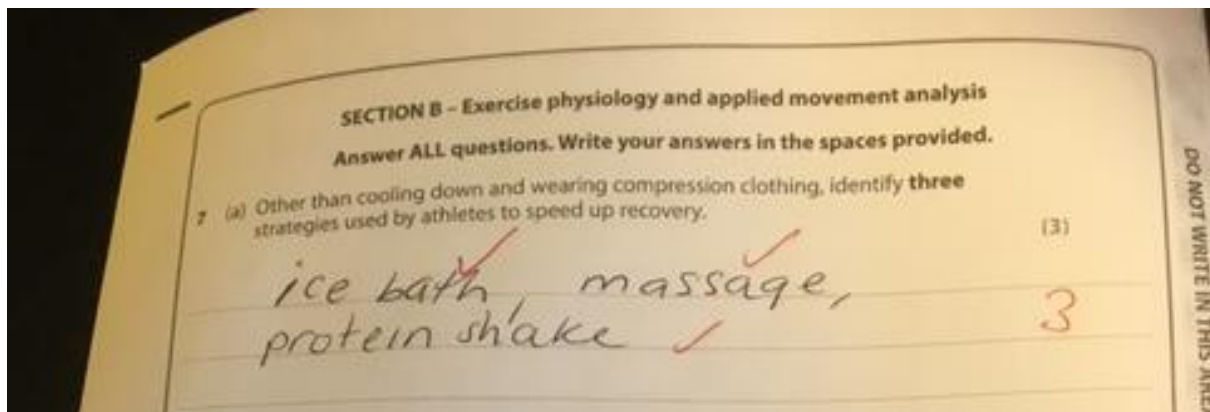 SECTION B – Exercise physiology and applied movement analysis
Answer ALL questions. Write your answers in the spaces provided.
7 (a) Other than cooling down and wearing compression clothing, identify three
strategies used by athletes to speed up recovery.
(3)
ice bath, massage,
protein shake
3
DO NOT WRITE IN THIS AREA